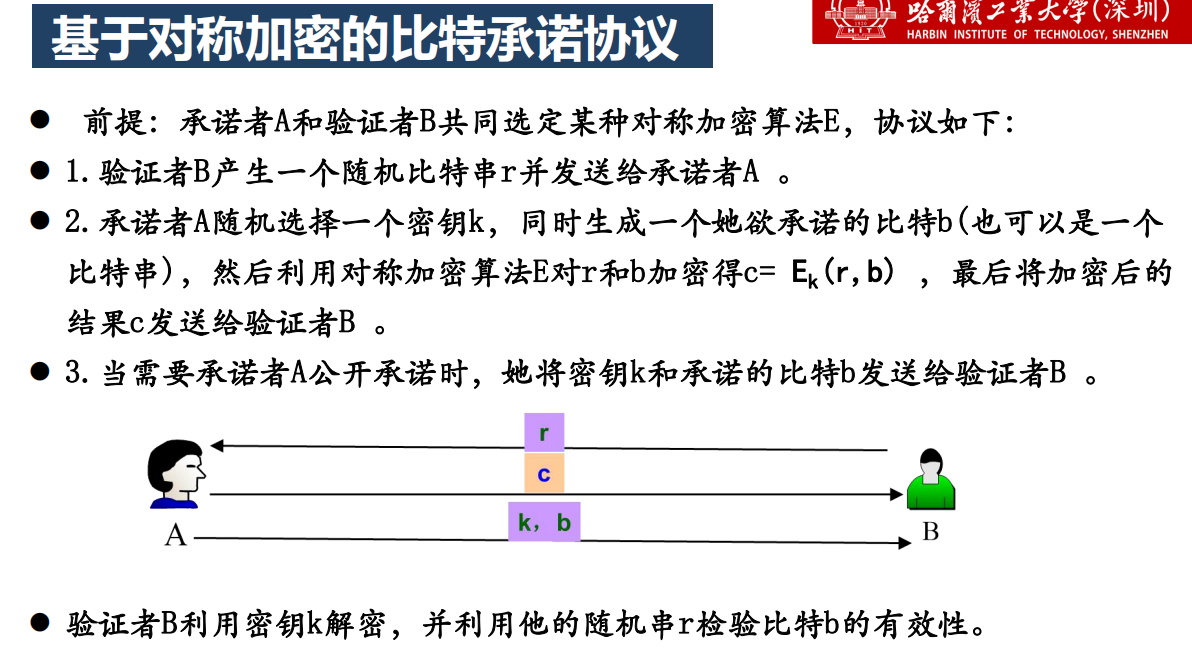 基于对称加密的比特承诺协议
哈爾濱工業大学(深圳)
HIT
HARBIN INSTITUTE OF TECHNOLOGY, SHENZHEN
● 前提：承诺者A和验证者B共同选定某种对称加密算法E，协议如下：
● 1.验证者B产生一个随机比特串r并发送给承诺者A 。
● 2.承诺者A随机选择一个密钥k，同时生成一个她欲承诺的比特b(也可以是一个
比特串)，然后利用对称加密算法E对r和b加密得c= Eₖ(r,b) ，最后将加密后的
结果c发送给验证者B 。
● 3.当需要承诺者A公开承诺时，她将密钥k和承诺的比特b发送给验证者B 。
r
c
k，b
A
B
● 验证者B利用密钥k解密，并利用他的随机串r检验比特b的有效性。